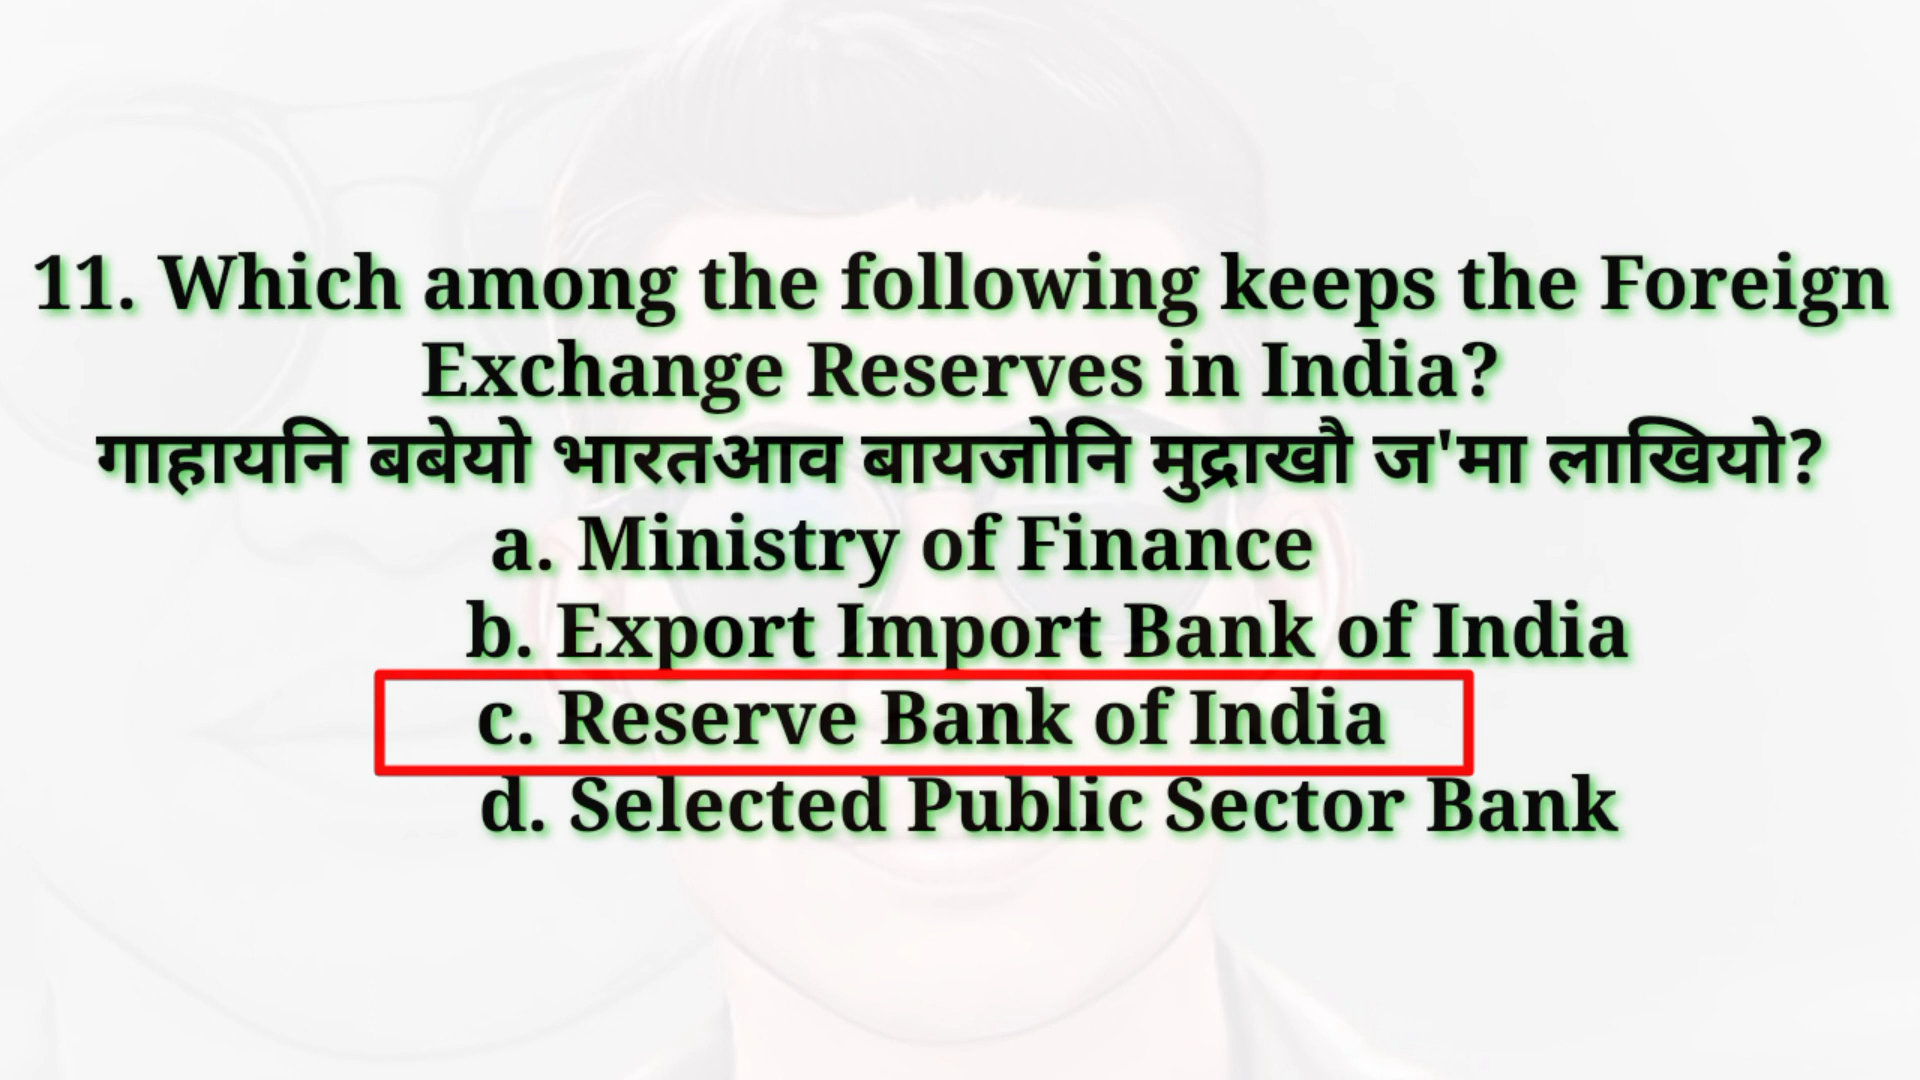 11. Which among the following keeps the Foreign
Exchange Reserves in India?
गाहायनि बबेयो भारतआव बायजोनि मुद्राखौ ज'मा लाखियो?
a. Ministry of Finance
b. Export Import Bank of India
c. Reserve Bank of India
d. Selected Public Sector Bank